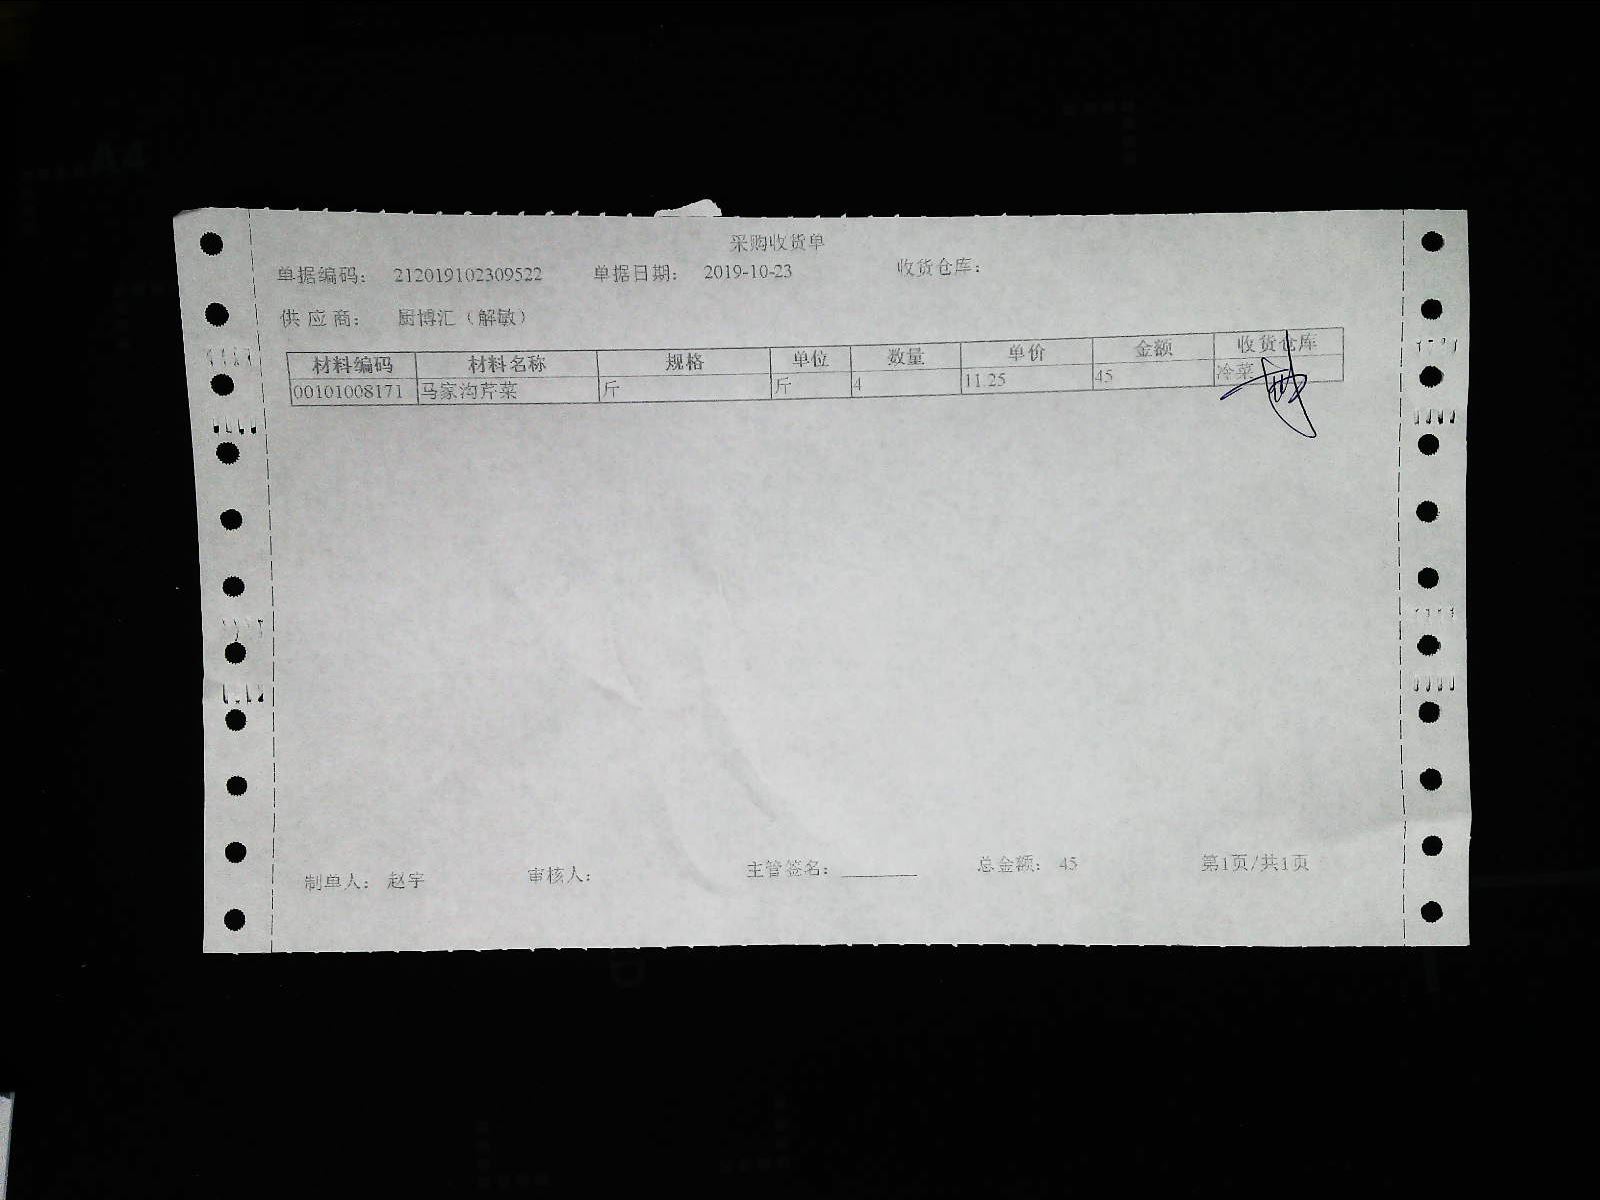 采购收货单
单据编码： 212019102309522 单据日期： 2019-10-23 收货仓库：
供 应 商： 厨博汇（解敏）
材料编码 材料名称 规格 单位 数量 单价 金额 收货仓库
00101008171 马家沟芹菜 斤 斤 4 11.25 45 冷菜
制单人： 赵宇 审核人： 主管签名：________ 总金额： 45 第1页/共1页